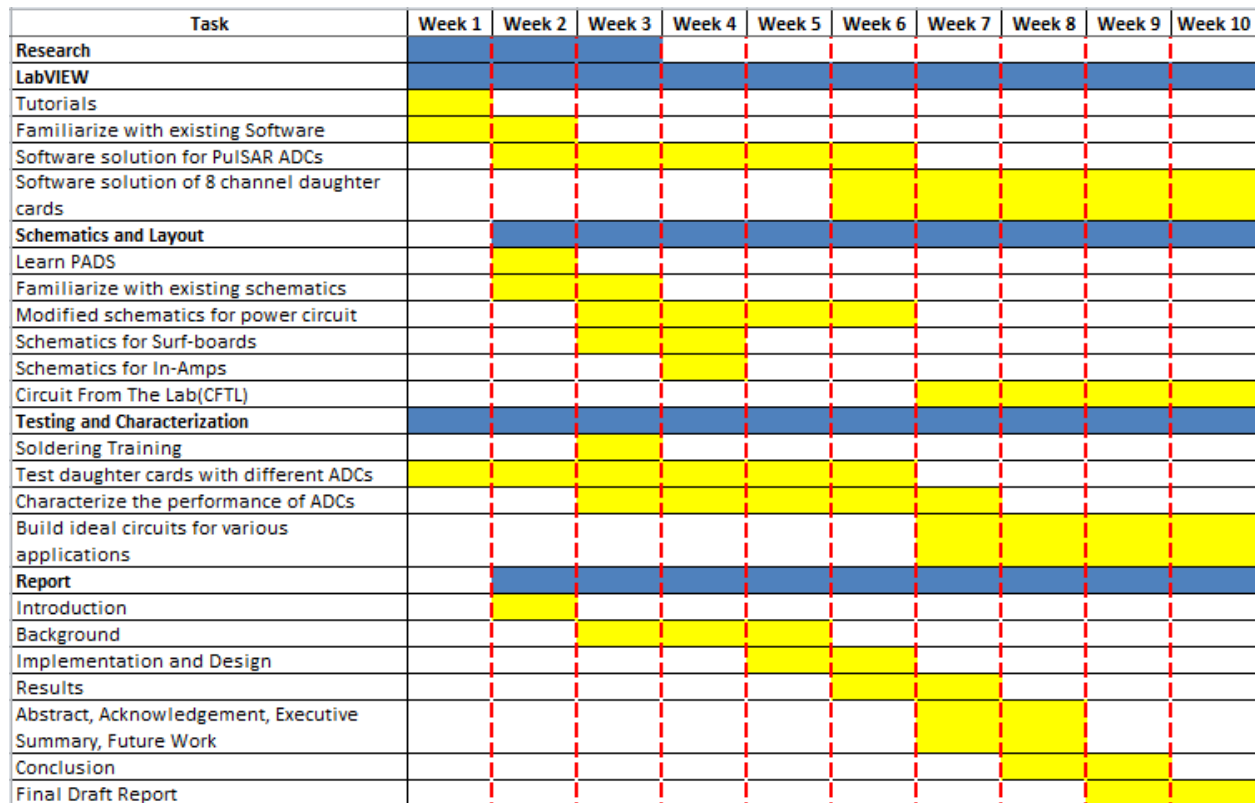 Task Week 1 Week 2 Week 3 Week 4 Week 5 Week 6 Week 7 Week 8 Week 9 Week 10
Research
LabVIEW
Tutorials
Familiarize with existing Software
Software solution for PulSAR ADCs
Software solution of 8 channel daughter
cards
Schematics and Layout
Learn PADS
Familiarize with existing schematics
Modified schematics for power circuit
Schematics for Surf-boards
Schematics for In-Amps
Circuit From The Lab(CFTL)
Testing and Characterization
Soldering Training
Test daughter cards with different ADCs
Characterize the performance of ADCs
Build ideal circuits for various
applications
Report
Introduction
Background
Implementation and Design
Results
Abstract, Acknowledgement, Executive
Summary, Future Work
Conclusion
Final Draft Report